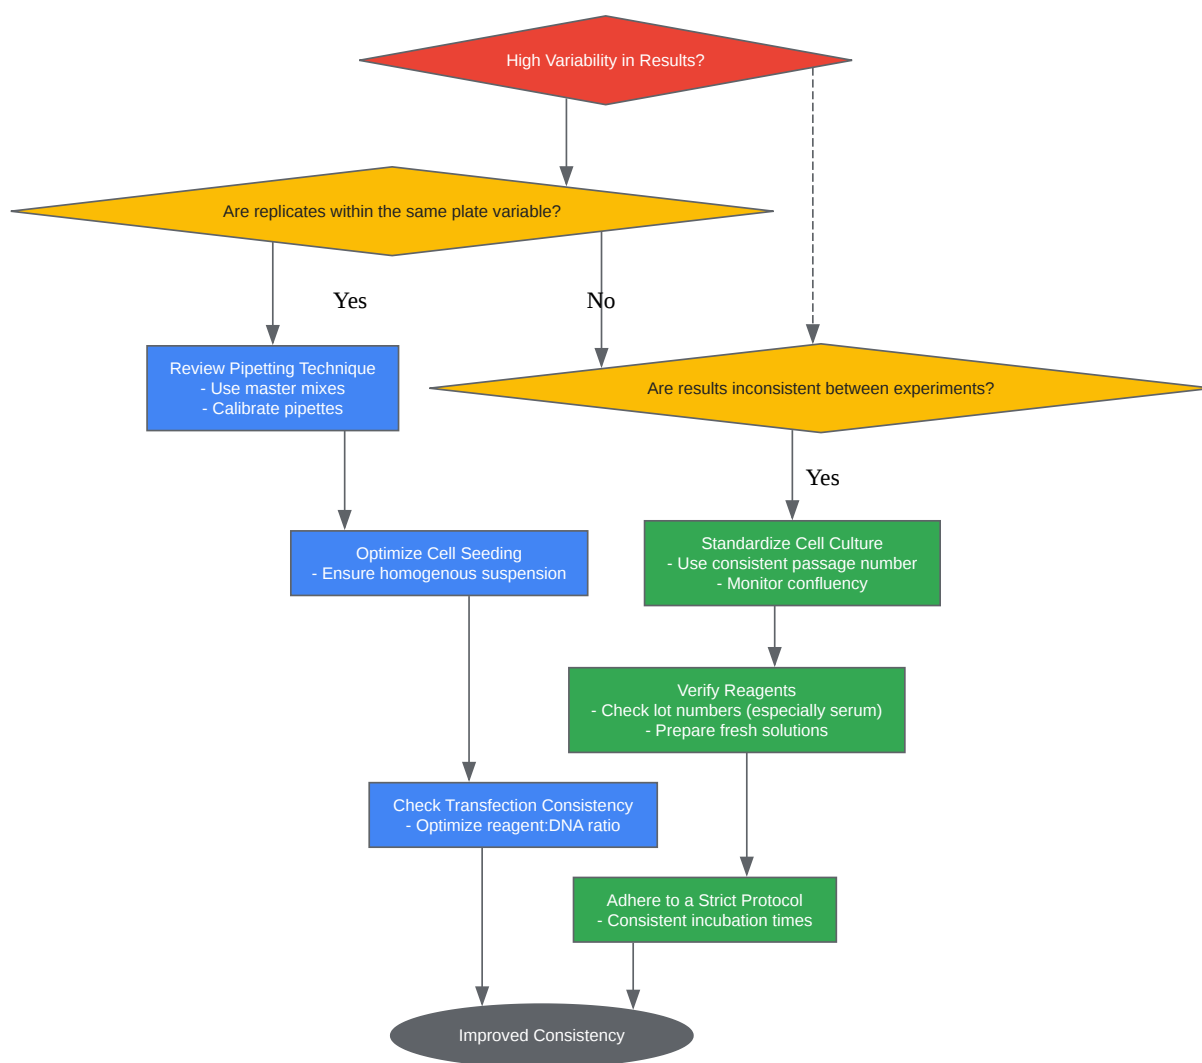 High Variability in Results?
Are replicates within the same plate variable?
Yes
No
Review Pipetting Technique
- Use master mixes
- Calibrate pipettes
Are results inconsistent between experiments?
Yes
Optimize Cell Seeding
- Ensure homogenous suspension
Standardize Cell Culture
- Use consistent passage number
- Monitor confluency
Verify Reagents
- Check lot numbers (especially serum)
- Prepare fresh solutions
Check Transfection Consistency
- Optimize reagent:DNA ratio
Adhere to a Strict Protocol
- Consistent incubation times
Improved Consistency